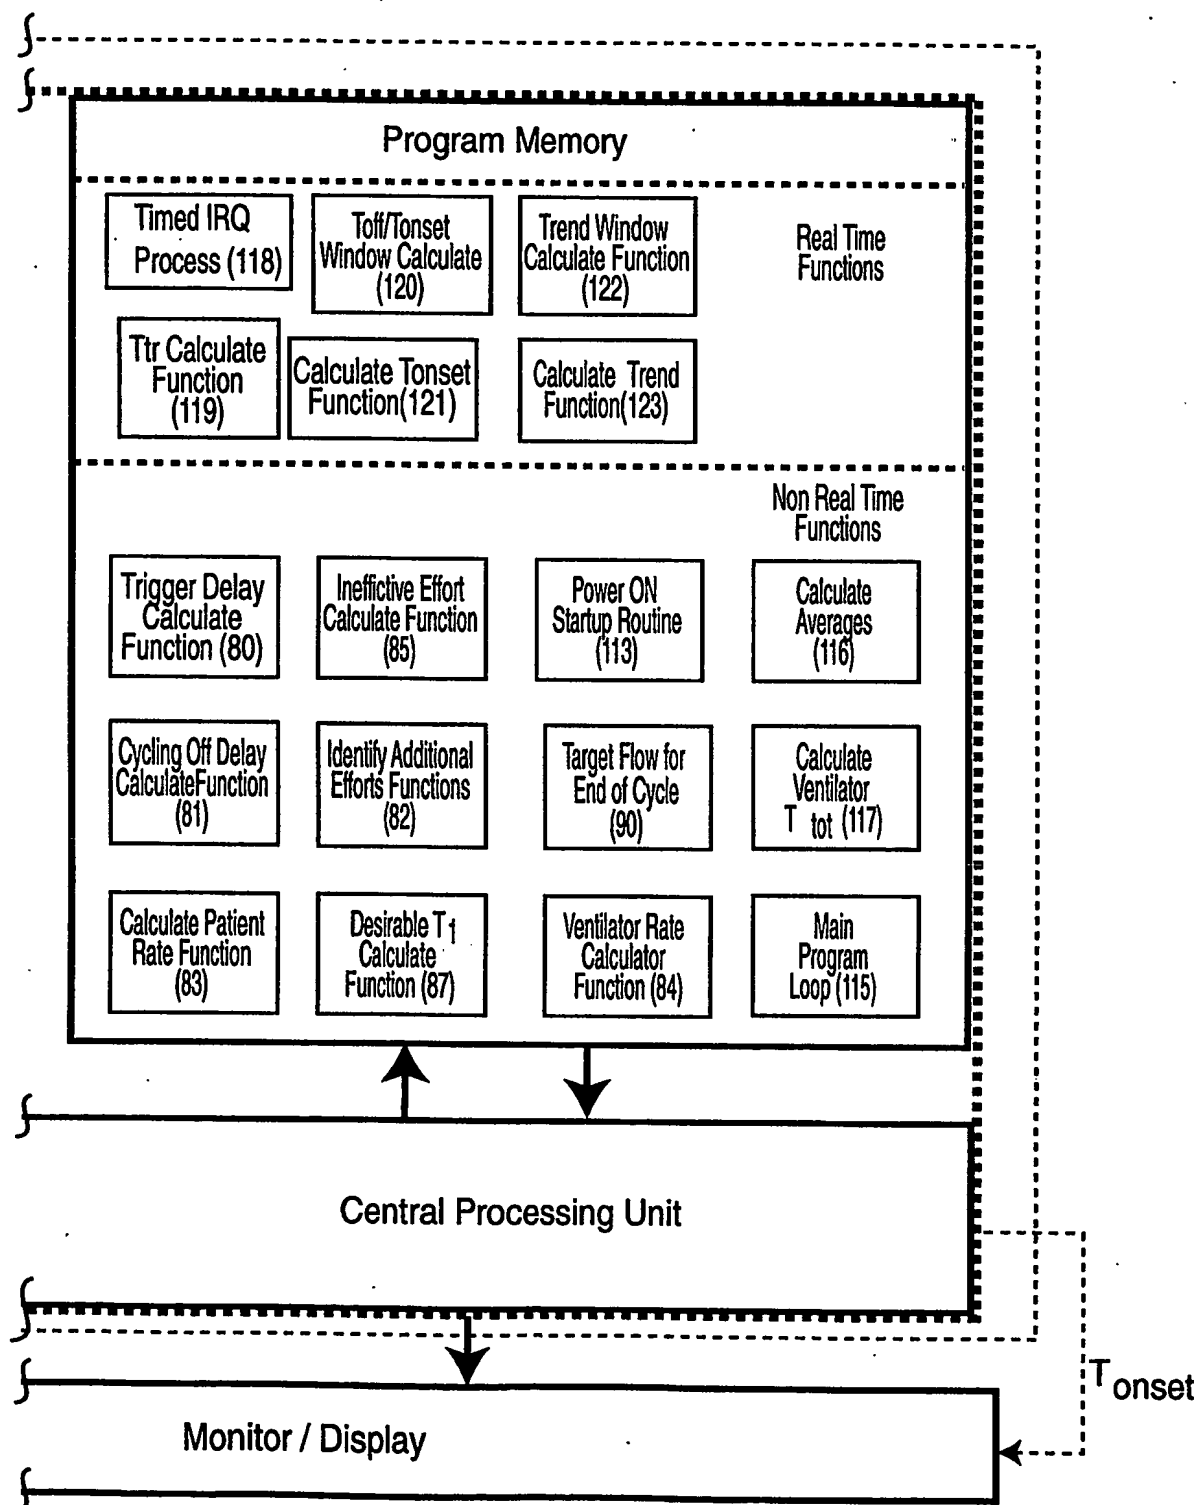 Program Memory
Timed IRQ
Process (118)
Toff/Tonset
Window Calculate
(120)
Trend Window
Calculate Function
(122)
Real Time
Functions
Ttr Calculate
Function
(119)
Calculate Tonset
Function(121)
Calculate Trend
Function(123)
Non Real Time
Functions
Trigger Delay
Calculate
Function (80)
Ineffictive Effort
Calculate Function
(85)
Power ON
Startup Routine
(113)
Calculate
Averages
(116)
Cycling Off Delay
CalculateFunction
(81)
Identify Additional
Efforts Functions
(82)
Target Flow for
End of Cycle
(90)
Calculate
Ventilator
T tot (117)
Calculate Patient
Rate Function
(83)
Desirable T1
Calculate
Function (87)
Ventilator Rate
Calculator
Function (84)
Main
Program
Loop (115)
Central Processing Unit
Tonset
Monitor / Display